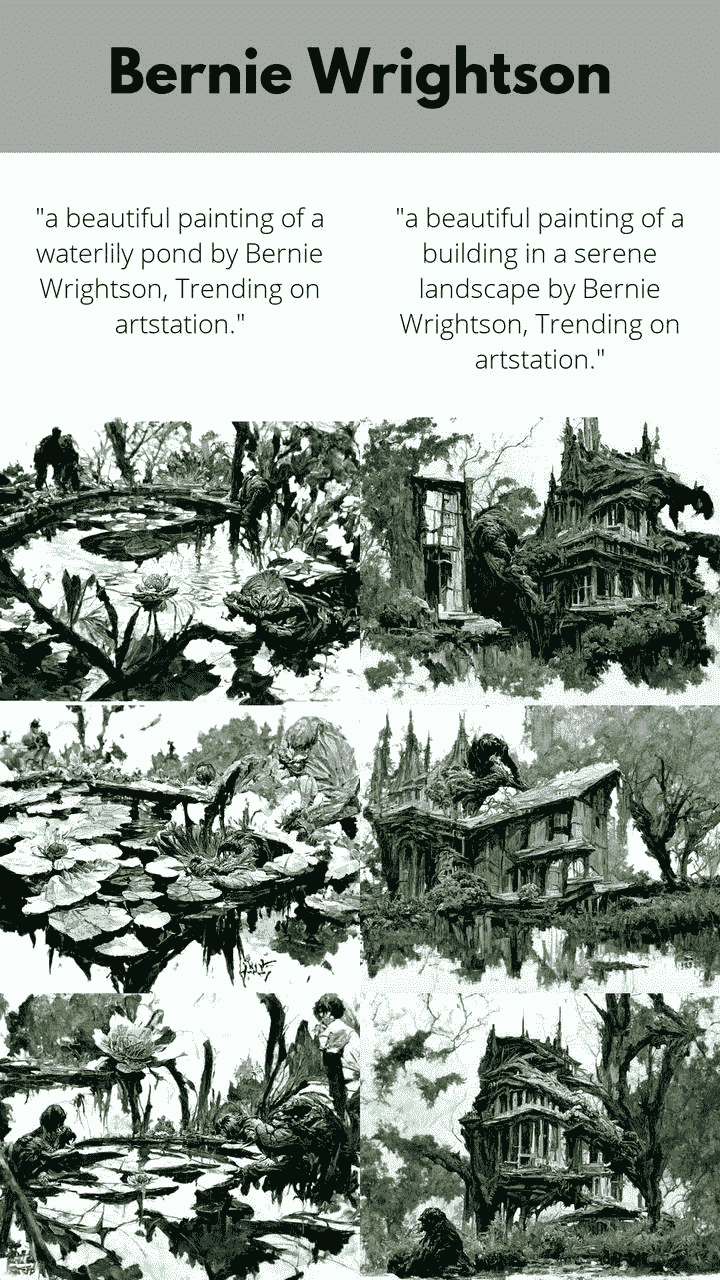 Bernie Wrightson
"a beautiful painting of a
waterlily pond by Bernie
Wrightson, Trending on
artstation."
"a beautiful painting of a
building in a serene
landscape by Bernie
Wrightson, Trending on
artstation."